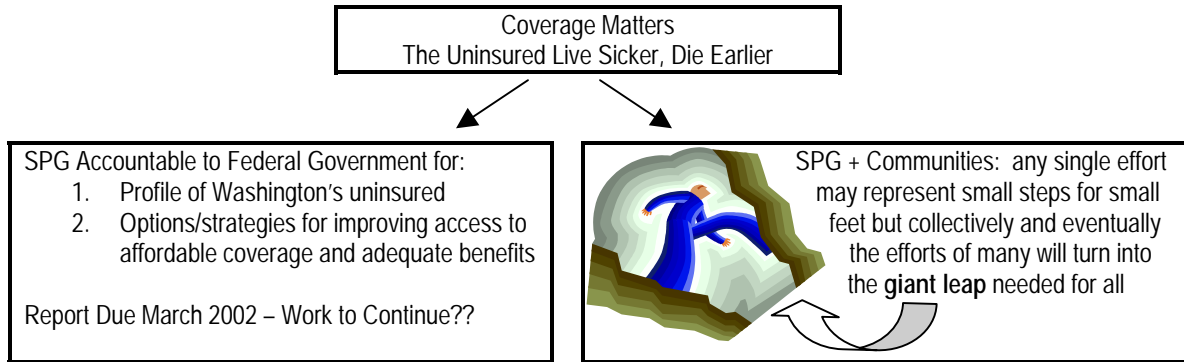 Coverage Matters
The Uninsured Live Sicker, Die Earlier
SPG Accountable to Federal Government for:
1. Profile of Washington's uninsured
2. Options/strategies for improving access to
affordable coverage and adequate benefits
Report Due March 2002 – Work to Continue??
SPG + Communities: any single effort
may represent small steps for small
feet but collectively and eventually
the efforts of many will turn into
the giant leap needed for all